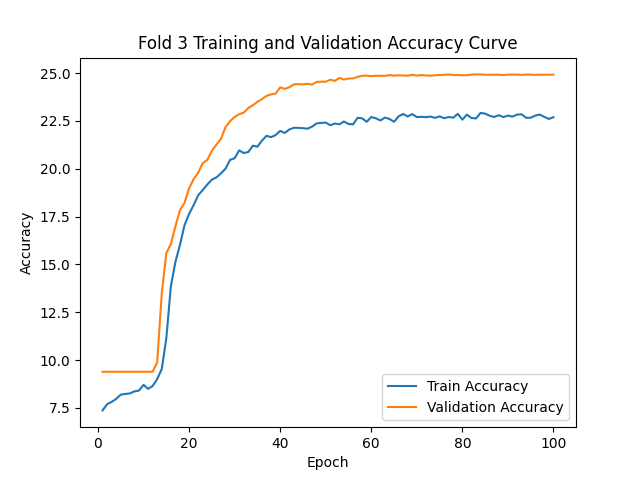 Fold 3 Training and Validation Accuracy Curve
25.0
22.5
20.0
17.5
15.0
12.5
10.0
7.5
Accuracy
0 20 40 60 80 100
Epoch
Train Accuracy
Validation Accuracy